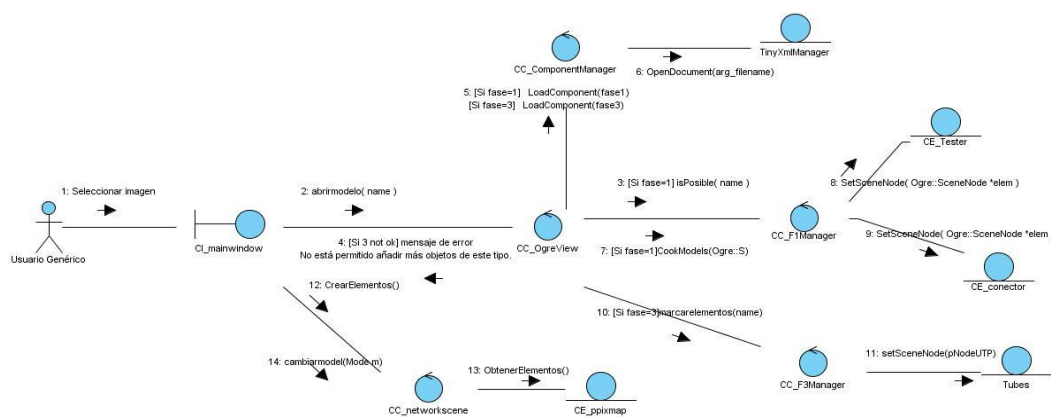 CC_ComponentManager
TinyXmlManager
6: OpenDocument(arg_filename)
5: [Si fase=1] LoadComponent(fase1)
[Si fase=3] LoadComponent(fase3)
CE_Tester
1: Seleccionar imagen
2: abrirmodelo( name )
3: [Si fase=1] isPosible( name )
8: SetSceneNode( Ogre::SceneNode *elem )
Usuario Genérico
CI_mainwindow
4: [Si 3 not ok] mensaje de error
No está permitido añadir más objetos de este tipo.
CC_OgreView
7: [Si fase=1]CookModels(Ogre::S)
CC_F1Manager
9: SetSceneNode( Ogre::SceneNode *elem
CE_conector
12: CrearElementos()
10: [Si fase=3]marcarelementos(name)
14: cambiarmodel(Mode m)
13: ObtenerElementos()
11: setSceneNode(pNodeUTP)
CC_networkscene
CE_ppixmap
CC_F3Manager
Tubes